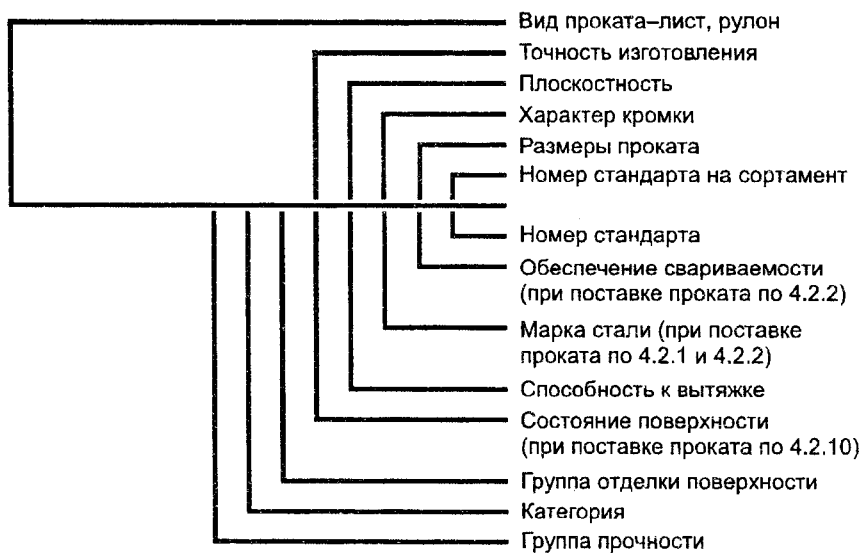 Вид проката–лист, рулон
Точность изготовления
Плоскостность
Характер кромки
Размеры проката
Номер стандарта на сортамент
Номер стандарта
Обеспечение свариваемости
(при поставке проката по 4.2.2)
Марка стали (при поставке
проката по 4.2.1 и 4.2.2)
Способность к вытяжке
Состояние поверхности
(при поставке проката по 4.2.10)
Группа отделки поверхности
Категория
Группа прочности